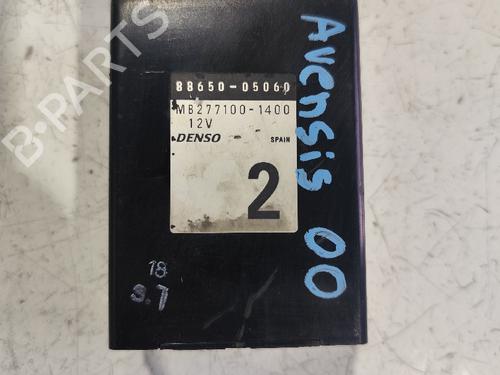 B-PARTS
88650-05060
MB277100-1400
12V
DENSO SPAIN
2
Avensis 00
18
3.7